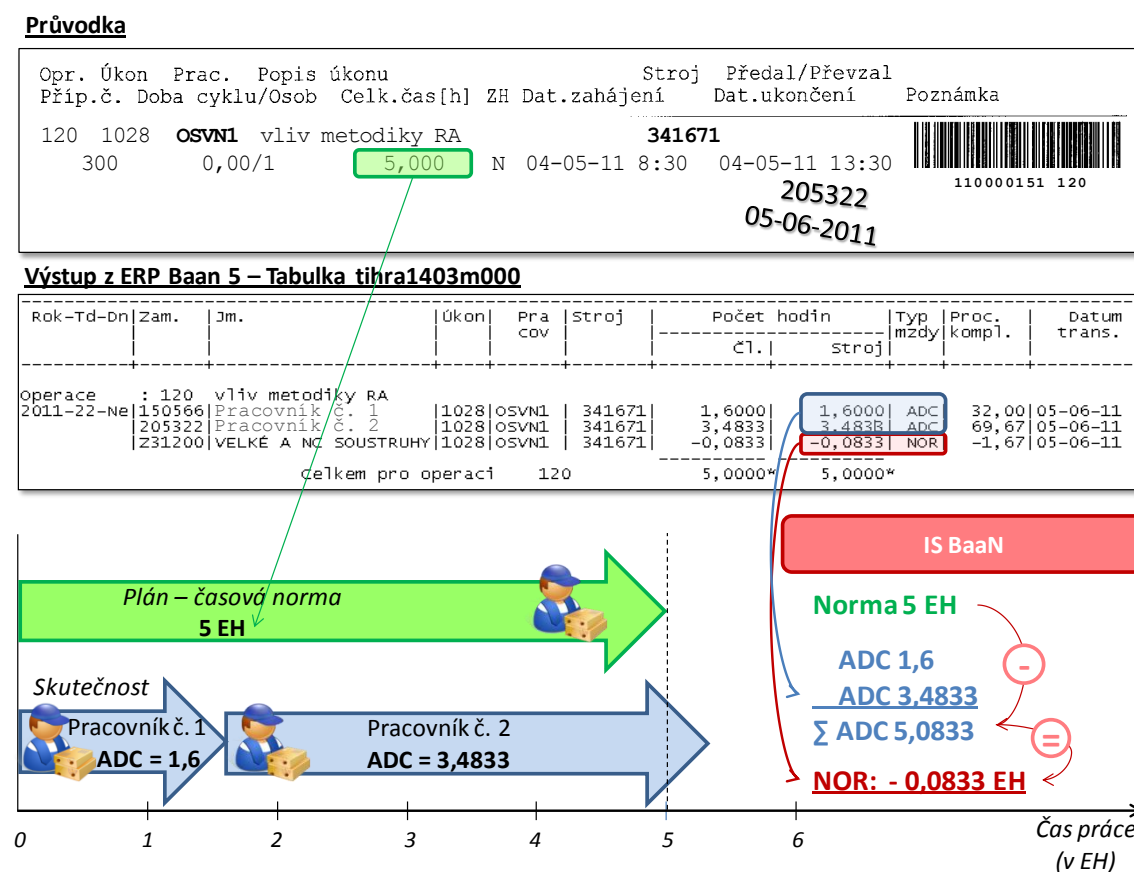 Průvodka
Opr. Úkon Prac. Popis úkonu Stroj Předal/Převzal
Příp.č. Doba cyklu/Osob Celk.čas[h] ZH Dat.zahájení Dat.ukončení Poznámka
120 1028 OSVN1 vliv metodiky RA 341671
300 0,00/1 5,000 N 04-05-11 8:30 04-05-11 13:30
110000151 120
205322
05-06-2011
Výstup z ERP Baan 5 – Tabulka tihra1403m000
Rok-Td-Dn|Zam. |Jm. |Úkon| Pra |Stroj | Počet hodin |Typ |Proc. | Datum
cov |mzdy|kompl. | trans.
Čl.| Stroj|
Operace : 120 vliv metodiky RA
2011-22-Ne|150566|Pracovník č. 1 |1028|OSVN1 | 341671| 1,6000| 1,6000| ADC| 32,00|05-06-11
|205322|Pracovník č. 2 |1028|OSVN1 | 341671| 3,4833| 3,4833| ADC| 69,67|05-06-11
|Z31200|VELKÉ A NC SOUSTRUHY|1028|OSVN1 | 341671| -0,0833| -0,0833| NOR| -1,67|05-06-11
Celkem pro operaci 120 5,0000* 5,0000*
IS BaaN
Plán – časová norma
5 EH
Norma 5 EH
ADC 1,6
ADC 3,4833
∑ ADC 5,0833
NOR: - 0,0833 EH
-
=
Skutečnost
Pracovník č. 1
ADC = 1,6
Pracovník č. 2
ADC = 3,4833
0 1 2 3 4 5 6
Čas práce
(v EH)